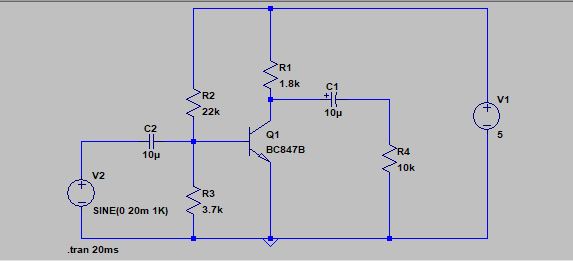 R1
1.8k
C1
10µ
R2
22k
V1
5
C2
10µ
Q1
BC847B
R4
10k
V2
SINE(0 20m 1K)
R3
3.7k
.tran 20ms